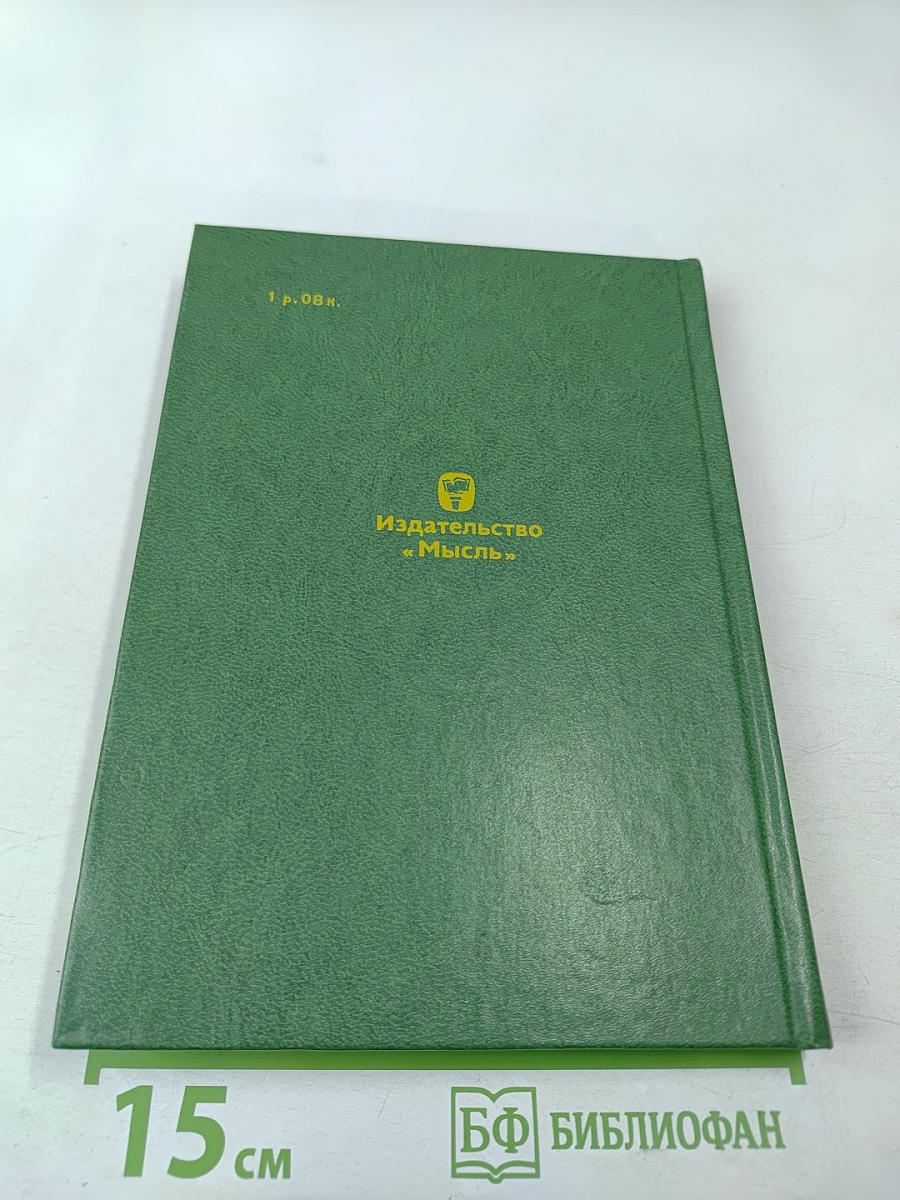 1 р. 08 к.
Издательство
«Мысль»
15 см
БФ БИБЛИОФАН